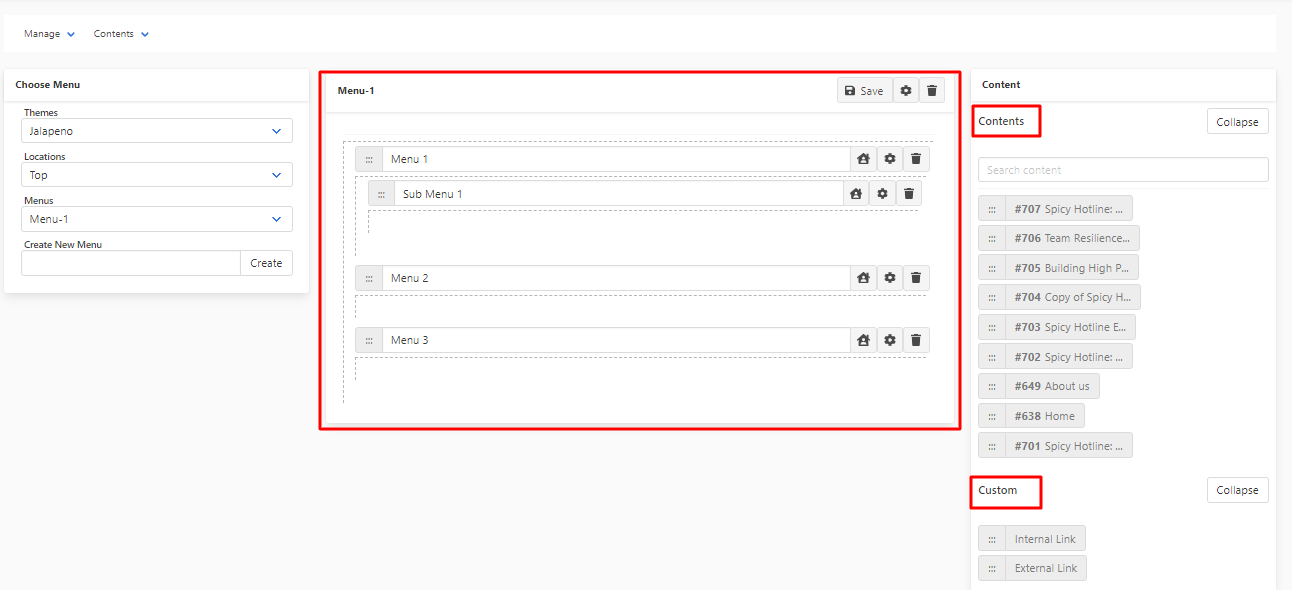 Manage Contents
Choose Menu
Themes
Jalapeno
Locations
Top
Menus
Menu-1
Create New Menu
Create
Menu-1
Save
Menu 1
Sub Menu 1
Menu 2
Menu 3
Content
Contents
Collapse
Search content
#707 Spicy Hotline: ...
#706 Team Resilience...
#705 Building High P...
#704 Copy of Spicy H...
#703 Spicy Hotline E...
#702 Spicy Hotline: ...
#649 About us
#638 Home
#701 Spicy Hotline: ...
Custom
Collapse
Internal Link
External Link